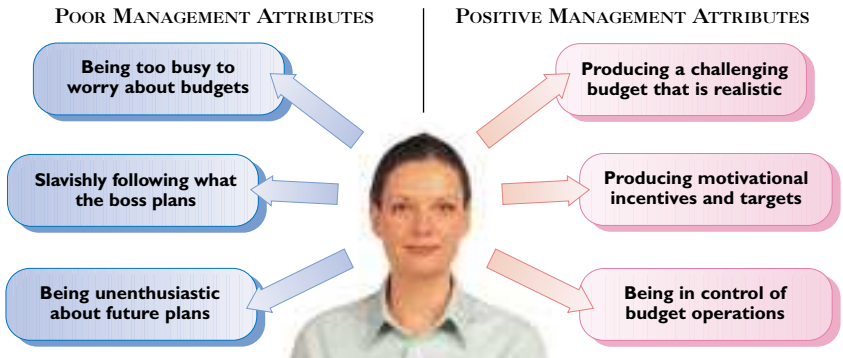 POOR MANAGEMENT ATTRIBUTES
Being too busy to
worry about budgets
Slavishly following what
the boss plans
Being unenthusiastic
about future plans
POSITIVE MANAGEMENT ATTRIBUTES
Producing a challenging
budget that is realistic
Producing motivational
incentives and targets
Being in control of
budget operations